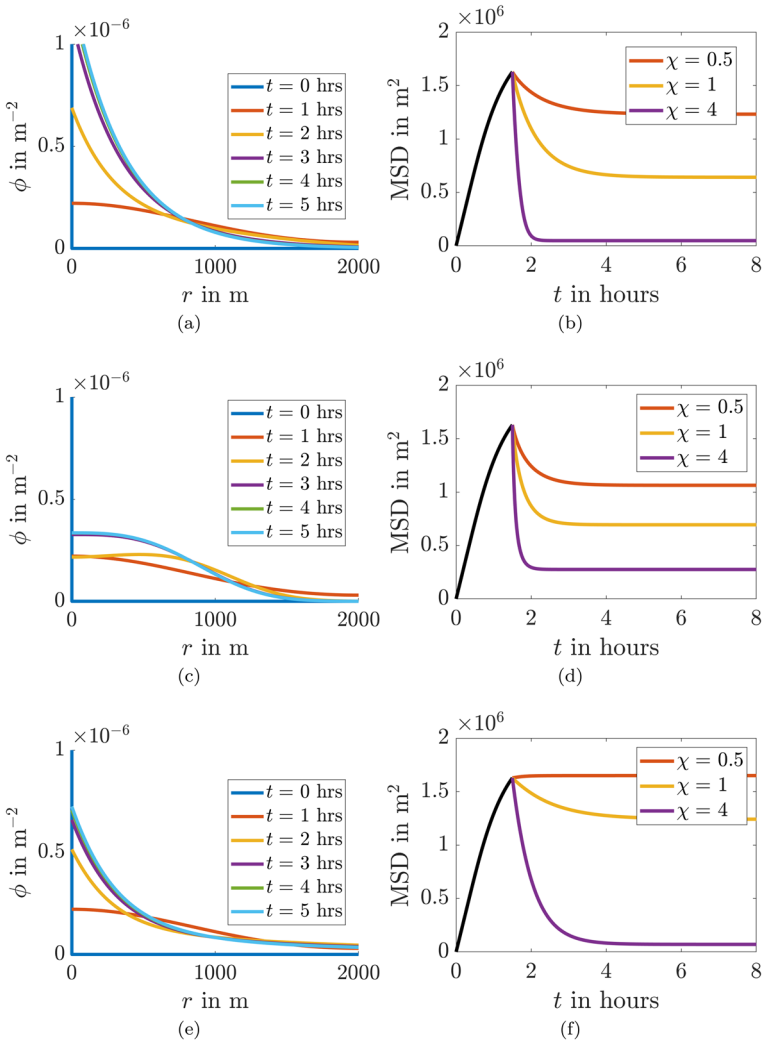 ×10⁻⁶
1
0.5
0
ϕ in m⁻²
t = 0 hrs
t = 1 hrs
t = 2 hrs
t = 3 hrs
t = 4 hrs
t = 5 hrs
0 1000 2000
r in m
(a)
×10⁶
2
1.5
1
0.5
0
MSD in m²
χ = 0.5
χ = 1
χ = 4
0 2 4 6 8
t in hours
(b)
×10⁻⁶
1
0.5
0
ϕ in m⁻²
t = 0 hrs
t = 1 hrs
t = 2 hrs
t = 3 hrs
t = 4 hrs
t = 5 hrs
0 1000 2000
r in m
(c)
×10⁶
2
1.5
1
0.5
0
MSD in m²
χ = 0.5
χ = 1
χ = 4
0 2 4 6 8
t in hours
(d)
×10⁻⁶
1
0.5
0
ϕ in m⁻²
t = 0 hrs
t = 1 hrs
t = 2 hrs
t = 3 hrs
t = 4 hrs
t = 5 hrs
0 1000 2000
r in m
(e)
×10⁶
2
1.5
1
0.5
0
MSD in m²
χ = 0.5
χ = 1
χ = 4
0 2 4 6 8
t in hours
(f)